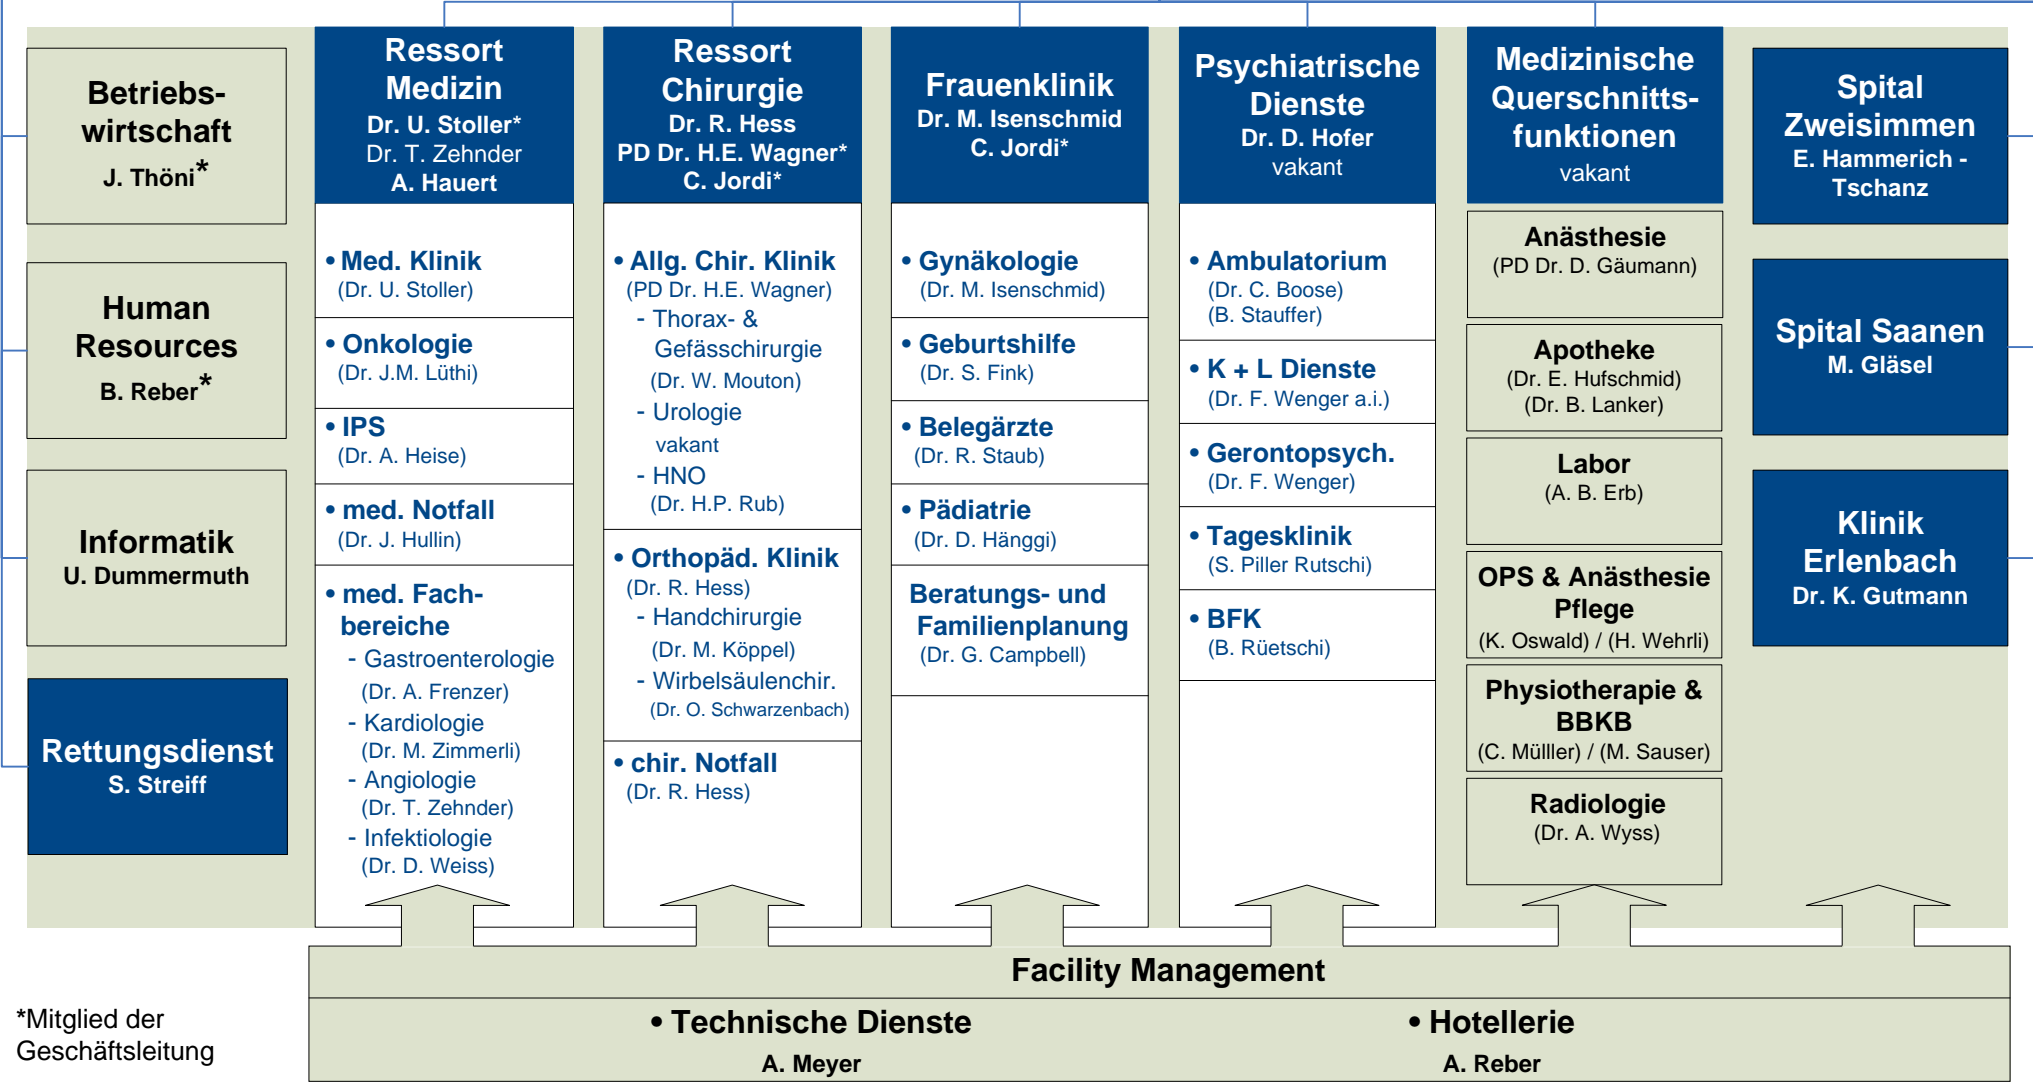 Betriebs-
wirtschaft
J. Thöni*
Human
Resources
B. Reber*
Informatik
U. Dummermuth
Rettungsdienst
S. Streiff
Ressort
Medizin
Dr. U. Stoller*
Dr. T. Zehnder
A. Hauert
• Med. Klinik
(Dr. U. Stoller)
• Onkologie
(Dr. J.M. Lüthi)
• IPS
(Dr. A. Heise)
• med. Notfall
(Dr. J. Hullin)
• med. Fach-
bereiche
- Gastroenterologie
(Dr. A. Frenzer)
- Kardiologie
(Dr. M. Zimmerli)
- Angiologie
(Dr. T. Zehnder)
- Infektiologie
(Dr. D. Weiss)
Ressort
Chirurgie
Dr. R. Hess
PD Dr. H.E. Wagner*
C. Jordi*
• Allg. Chir. Klinik
(PD Dr. H.E. Wagner)
- Thorax- &
Gefässchirurgie
(Dr. W. Mouton)
- Urologie
vakant
- HNO
(Dr. H.P. Rub)
• Orthopäd. Klinik
(Dr. R. Hess)
- Handchirurgie
(Dr. M. Köppel)
- Wirbelsäulenchir.
(Dr. O. Schwarzenbach)
• chir. Notfall
(Dr. R. Hess)
Frauenklinik
Dr. M. Isenschmid
C. Jordi*
• Gynäkologie
(Dr. M. Isenschmid)
• Geburtshilfe
(Dr. S. Fink)
• Belegärzte
(Dr. R. Staub)
• Pädiatrie
(Dr. D. Hänggi)
Beratungs- und
Familienplanung
(Dr. G. Campbell)
Psychiatrische
Dienste
Dr. D. Hofer
vakant
• Ambulatorium
(Dr. C. Boose)
(B. Stauffer)
• K + L Dienste
(Dr. F. Wenger a.i.)
• Gerontopsych.
(Dr. F. Wenger)
• Tagesklinik
(S. Piller Rutschi)
• BFK
(B. Rüetschi)
Medizinische
Querschnitts-
funktionen
vakant
Anästhesie
(PD Dr. D. Gäumann)
Apotheke
(Dr. E. Hufschmid)
(Dr. B. Lanker)
Labor
(A. B. Erb)
OPS & Anästhesie
Pflege
(K. Oswald) / (H. Wehrli)
Physiotherapie &
BBKB
(C. Mülller) / (M. Sauser)
Radiologie
(Dr. A. Wyss)
Spital
Zweisimmen
E. Hammerich -
Tschanz
Spital Saanen
M. Gläsel
Klinik
Erlenbach
Dr. K. Gutmann
Facility Management
• Technische Dienste
A. Meyer
• Hotellerie
A. Reber
*Mitglied der
Geschäftsleitung